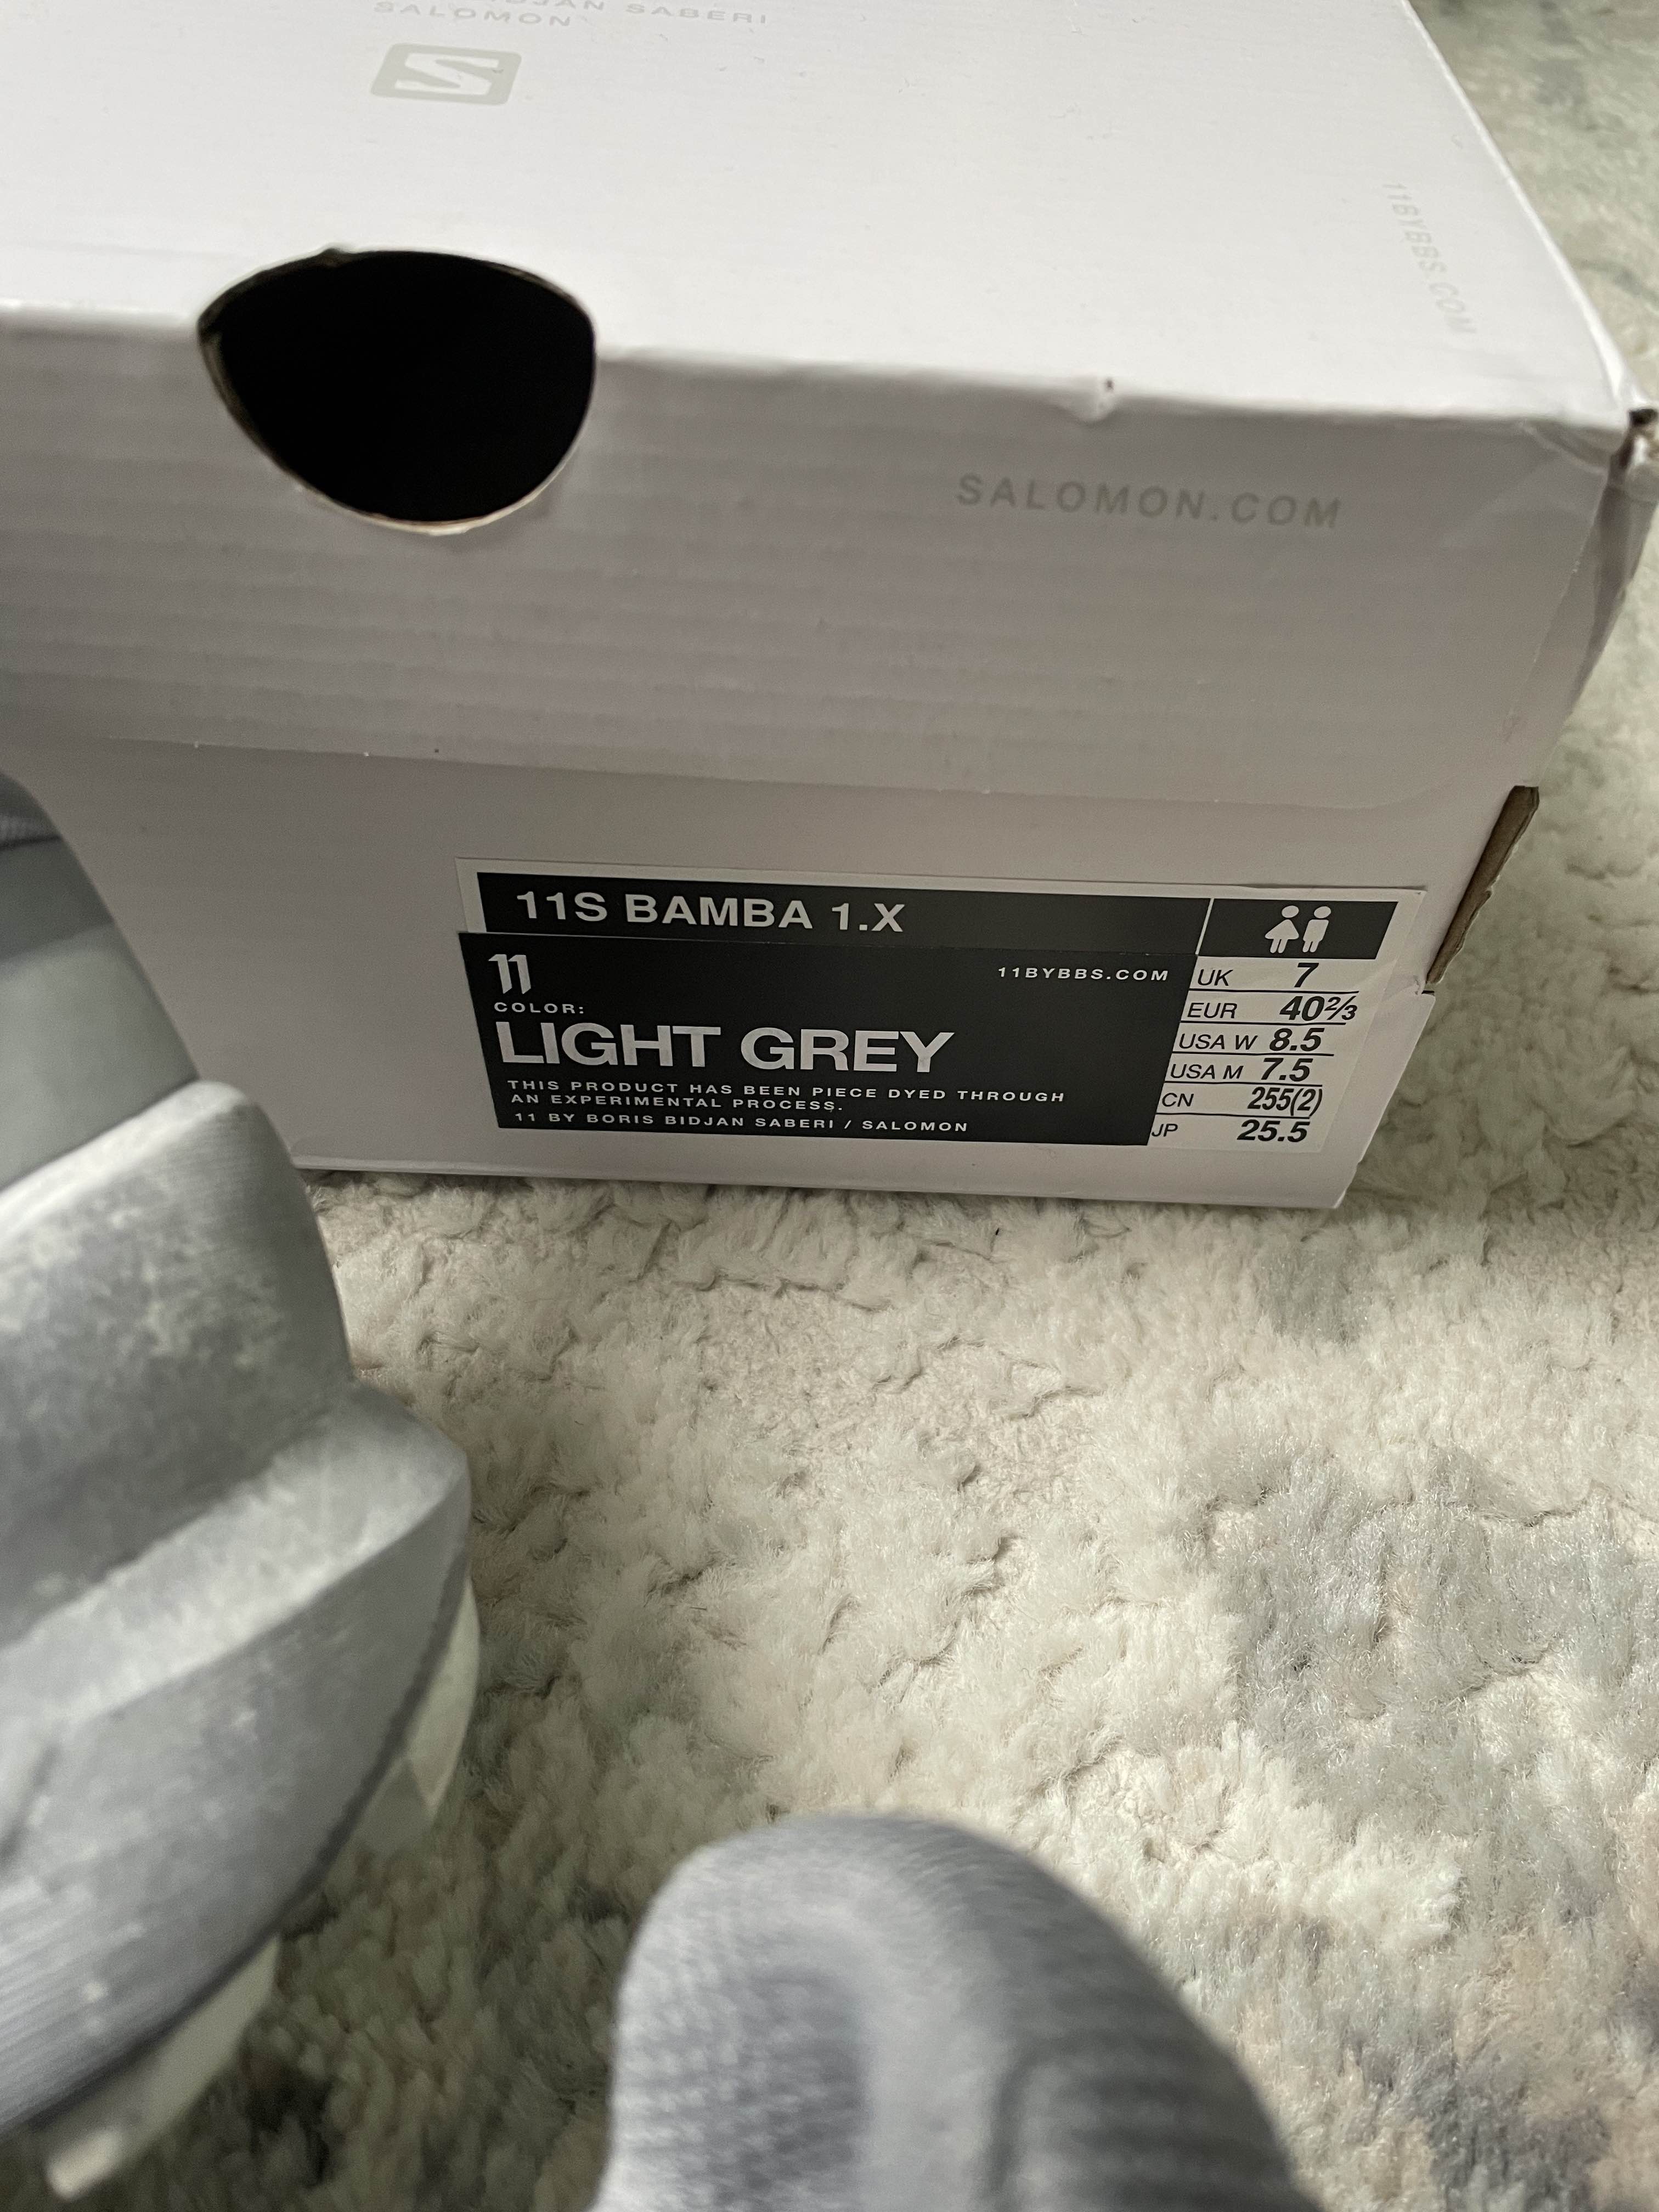 BIDJAN SABERI
SALOMON
S
11BYBBS.COM
SALOMON.COM
11S BAMBA 1.X
11
11BYBBS.COM
COLOR:
LIGHT GREY
THIS PRODUCT HAS BEEN PIECE DYED THROUGH
AN EXPERIMENTAL PROCESS.
11 BY BORIS BIDJAN SABERI / SALOMON
UK 7
EUR 40⅔
USA W 8.5
USA M 7.5
CN 255(2)
JP 25.5